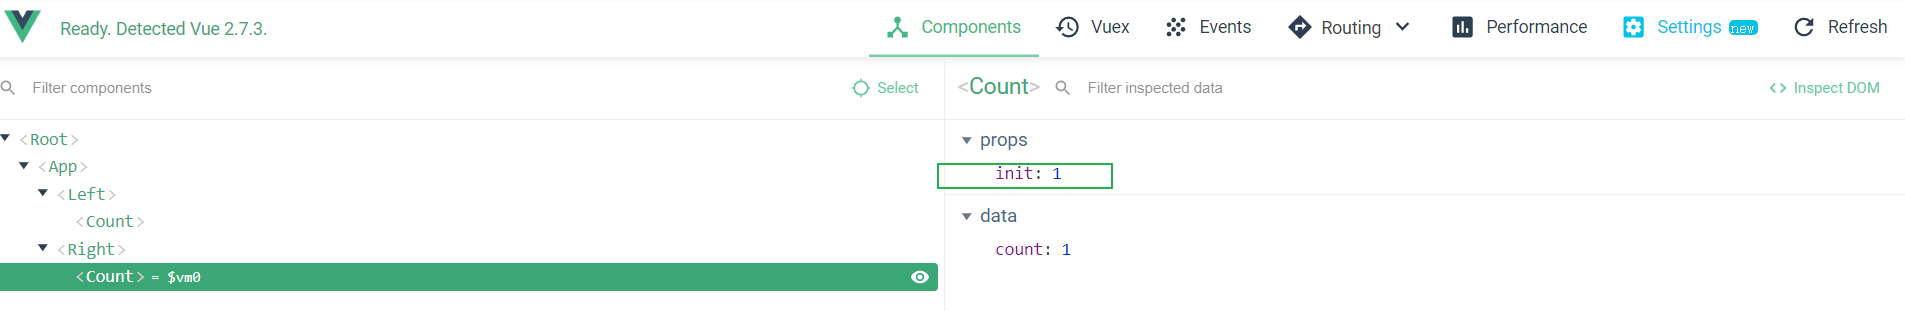 Ready. Detected Vue 2.7.3.
Components
Vuex
Events
Routing
Performance
Settings new
Refresh
Filter components
Select
<Count>
Filter inspected data
<> Inspect DOM
<Root>
<App>
<Left>
<Count>
<Right>
<Count> = $vm0
props
init: 1
data
count: 1